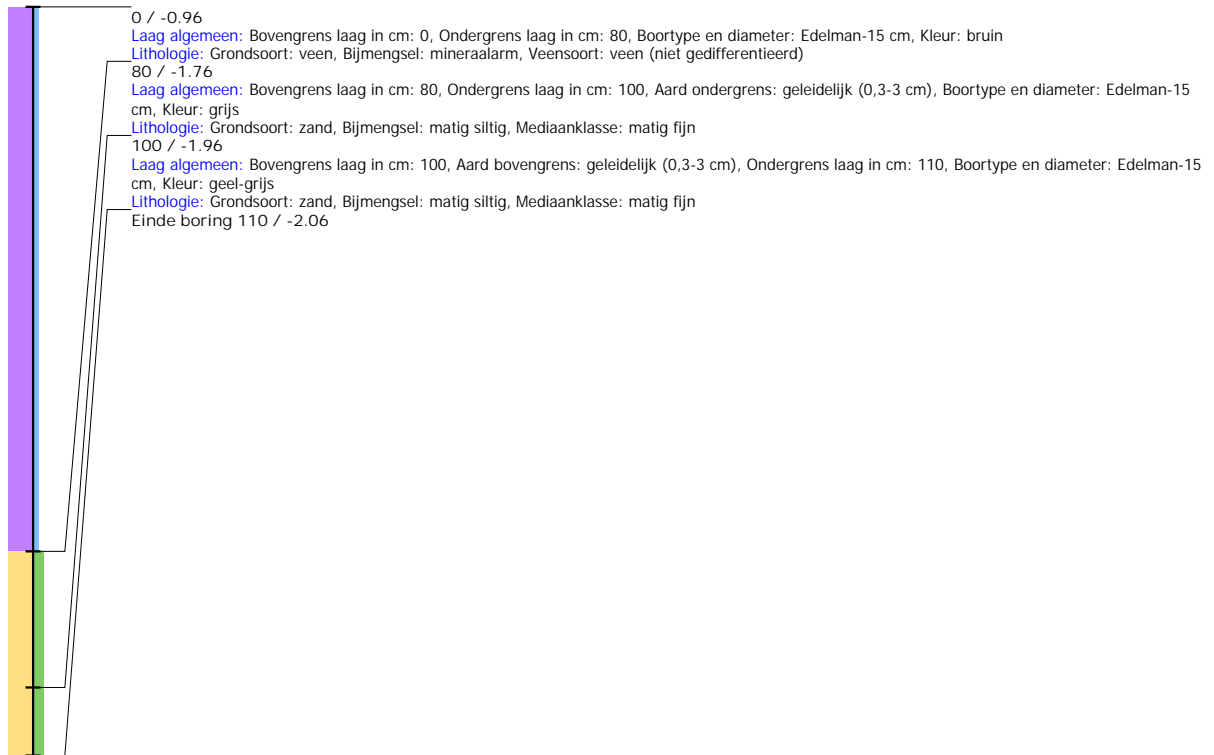 0 / -0.96
Laag algemeen: Bovengrens laag in cm: 0, Ondergrens laag in cm: 80, Boortype en diameter: Edelman-15 cm, Kleur: bruin
Lithologie: Grondsoort: veen, Bijmengsel: mineraalarm, Veensoort: veen (niet gedifferentieerd)
80 / -1.76
Laag algemeen: Bovengrens laag in cm: 80, Ondergrens laag in cm: 100, Aard ondergrens: geleidelijk (0,3-3 cm), Boortype en diameter: Edelman-15
cm, Kleur: grijs
Lithologie: Grondsoort: zand, Bijmengsel: matig siltig, Mediaanklasse: matig fijn
100 / -1.96
Laag algemeen: Bovengrens laag in cm: 100, Aard bovengrens: geleidelijk (0,3-3 cm), Ondergrens laag in cm: 110, Boortype en diameter: Edelman-15
cm, Kleur: geel-grijs
Lithologie: Grondsoort: zand, Bijmengsel: matig siltig, Mediaanklasse: matig fijn
Einde boring 110 / -2.06